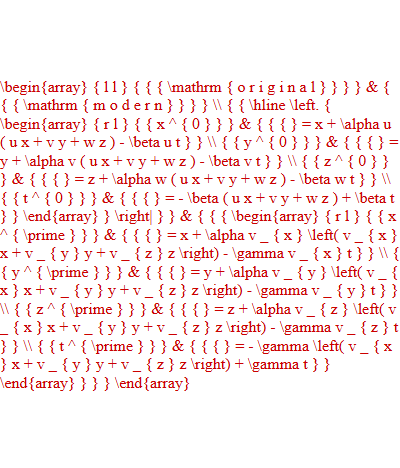 \begin{array} { l l } { { { \mathrm { o r i g i n a l } } } } & {
{ { \mathrm { m o d e r n } } } } \\ { { \hline \left. {
\begin{array} { r l } { { x ^ { 0 } } } & { { { } = x + \alpha u
( u x + v y + w z ) - \beta u t } } \\ { { y ^ { 0 } } } & { { { } =
y + \alpha v ( u x + v y + w z ) - \beta v t } } \\ { { z ^ { 0 } }
} & { { { } = z + \alpha w ( u x + v y + w z ) - \beta w t } } \\
{ { t ^ { 0 } } } & { { { } = - \beta ( u x + v y + w z ) + \beta t
} } \end{array} } \right| } } & { { { \begin{array} { r l } { { x
^ { \prime } } } & { { { } = x + \alpha v _ { x } \left( v _ { x }
x + v _ { y } y + v _ { z } z \right) - \gamma v _ { x } t } } \\ {
{ y ^ { \prime } } } & { { { } = y + \alpha v _ { y } \left( v _ {
x } x + v _ { y } y + v _ { z } z \right) - \gamma v _ { y } t } }
\\ { { z ^ { \prime } } } & { { { } = z + \alpha v _ { z } \left( v
_ { x } x + v _ { y } y + v _ { z } z \right) - \gamma v _ { z } t
} } \\ { { t ^ { \prime } } } & { { { } = - \gamma \left( v _ { x
} x + v _ { y } y + v _ { z } z \right) + \gamma t } }
\end{array} } } } \end{array}